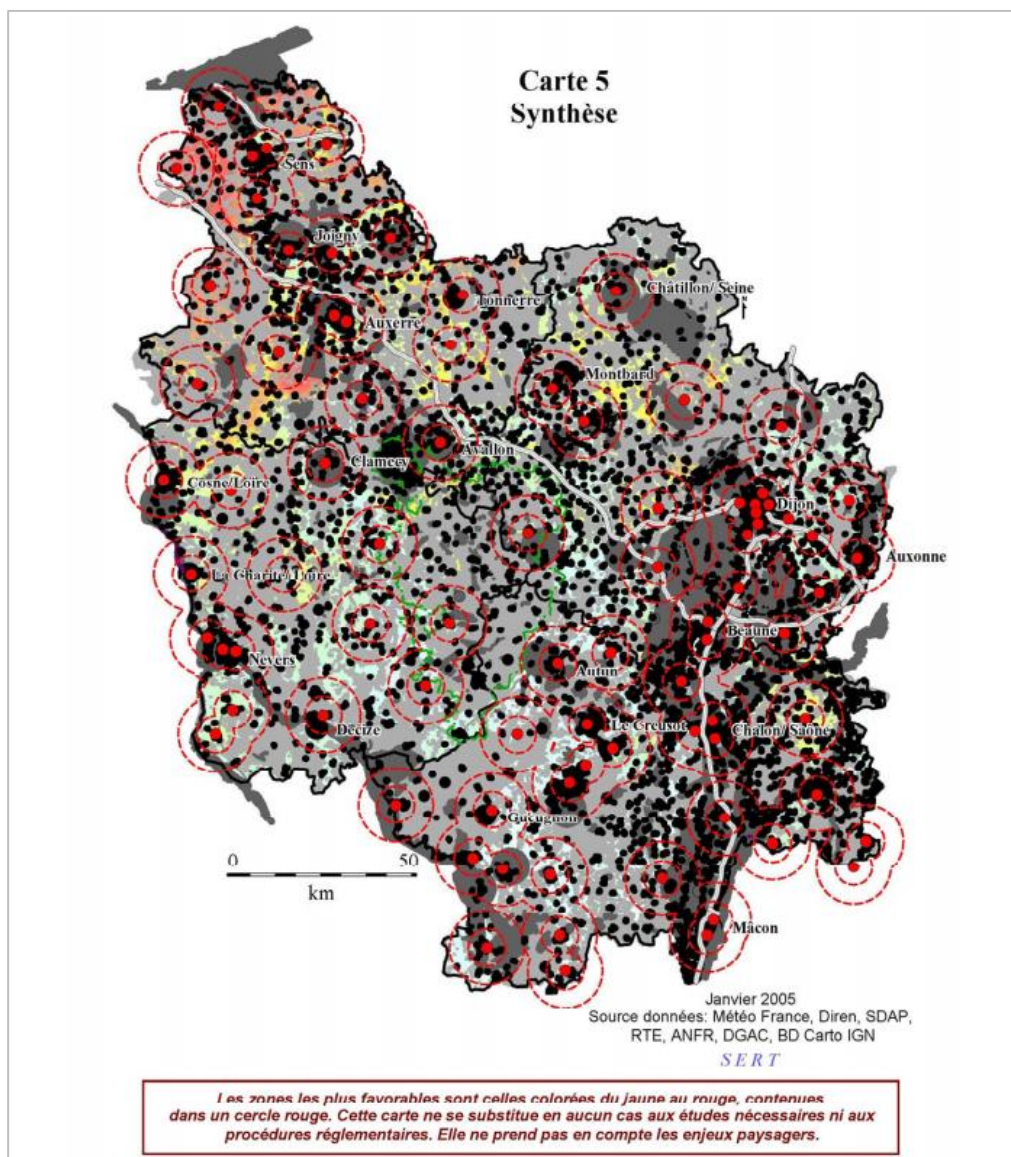 Carte 5
Synthèse
Sens
Joigny
Tonnerre
Châtillon/ Seine
N
Auxerre
Montbard
Avallon
Clamecy
Cosne/Loire
Dijon
Auxonne
La Charité/Loire
Beaune
Nevers
Autun
Decize
Le Creusot
Chalon/ Saône
Gueugnon
0 50
km
Mâcon
Janvier 2005
Source données: Météo France, Diren, SDAP,
RTE, ANFR, DGAC, BD Carto IGN
SERT
Les zones les plus favorables sont celles colorées du jaune au rouge, contenues
dans un cercle rouge. Cette carte ne se substitue en aucun cas aux études nécessaires ni aux
procédures réglementaires. Elle ne prend pas en compte les enjeux paysagers.